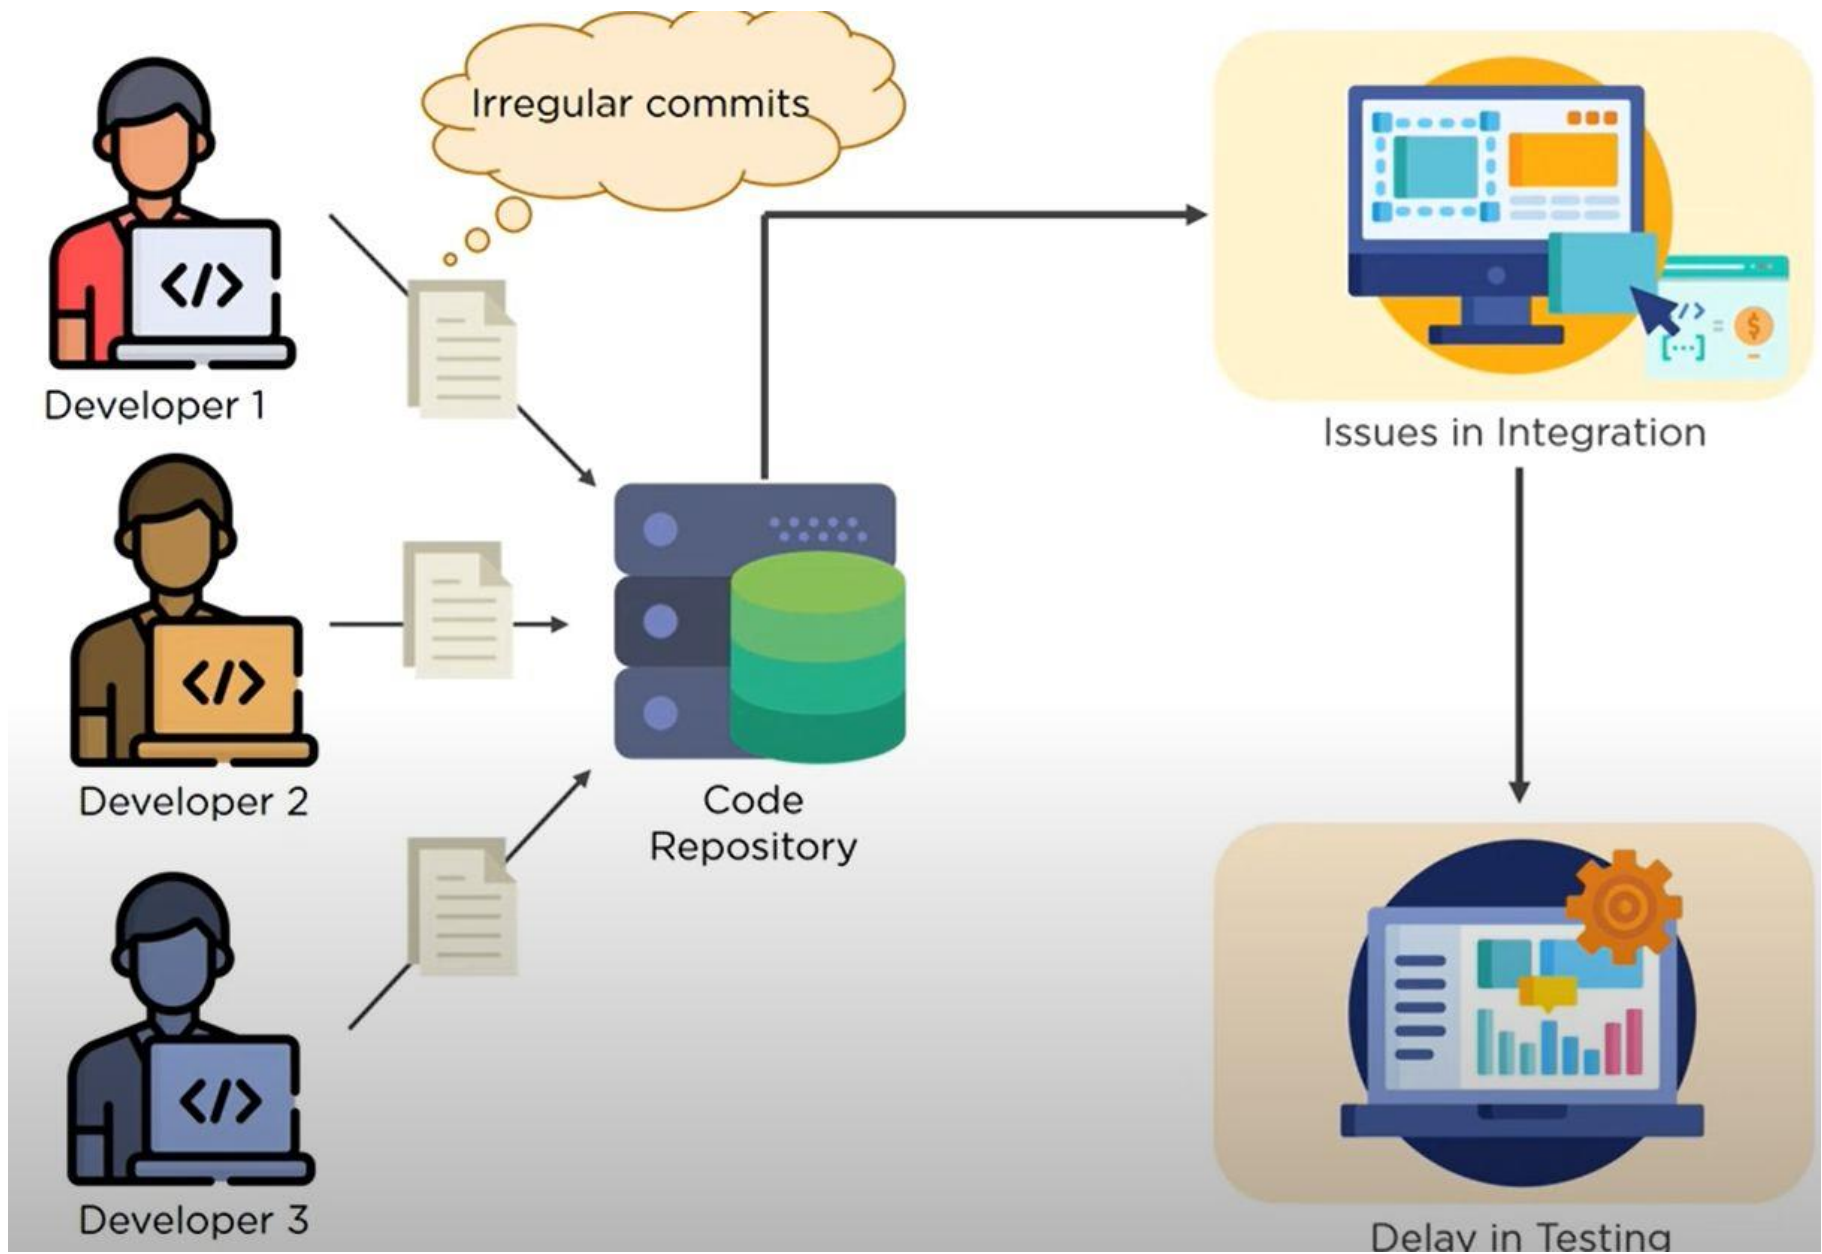 Irregular commits
</>
Developer 1
Issues in Integration
</>
=
$
[...]
</>
Developer 2
Code
Repository
</>
Developer 3
Delay in Testing